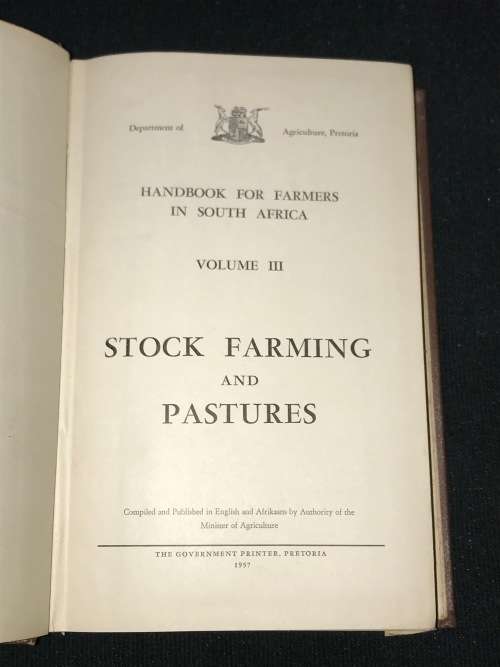 Department of Agriculture, Pretoria
HANDBOOK FOR FARMERS
IN SOUTH AFRICA
VOLUME III
STOCK FARMING
AND
PASTURES
Compiled and Published in English and Afrikaans by Authority of the
Minister of Agriculture
THE GOVERNMENT PRINTER, PRETORIA
1957